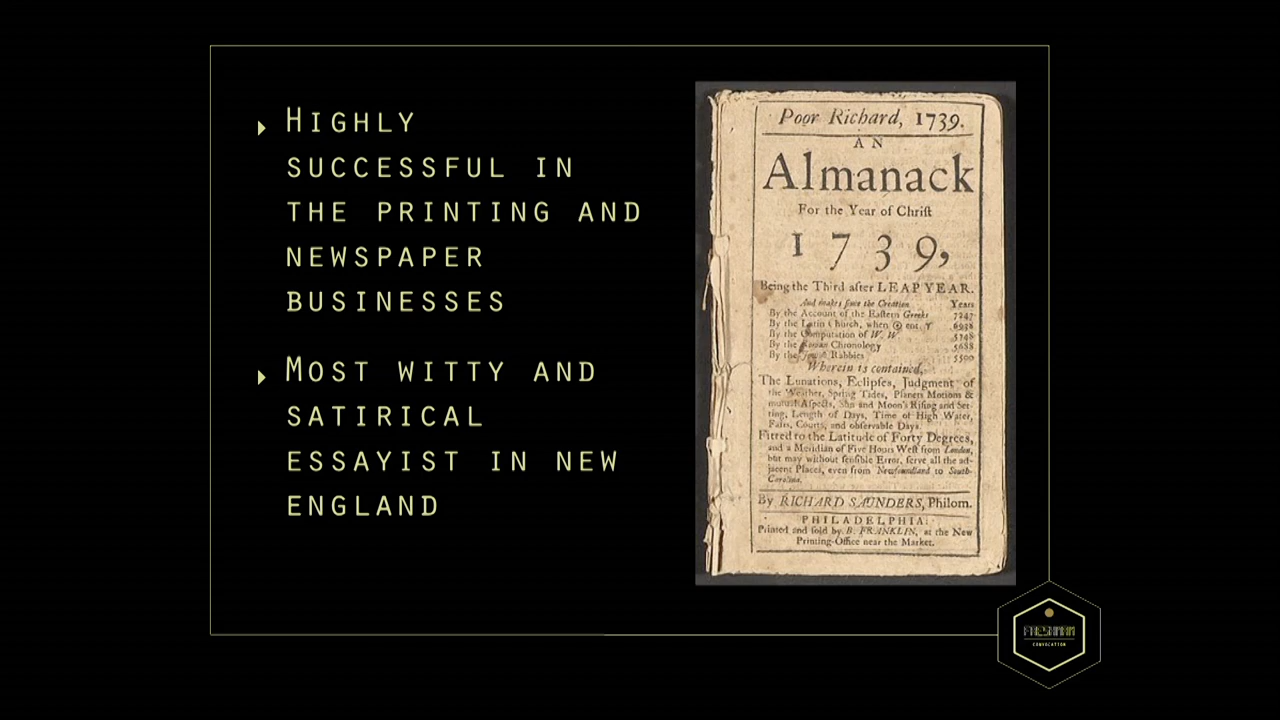 Highly
successful in
the printing and
newspaper
businesses
Most witty and
satirical
essayist in New
England
Poor Richard, 1739.
AN
Almanack
For the Year of Chriſt
1739,
Being the Third after LEAP YEAR.
And makes ſince the Creation Years
By the Account of the Eaſtern Greeks 7247
By the Latin Church, when ent. ♈ 6938
By the Computation of W. W 5748
By the Roman Chronology 5688
By the Jewiſh Rabbies 5500
Wherein is contained,
The Lunations, Eclipſes, Judgment of
the Weather, Spring Tides, Planets Motions &
mutual Aſpects, Sun and Moon's Riſing and Set-
ting, Length of Days, Time of High Water,
Fairs, Courts, and obſervable Days.
Fitted to the Latitude of Forty Degrees,
and a Meridian of Five Hours Weſt from London,
but may without ſenſible Error, ſerve all the ad-
jacent Places, even from Newfoundland to South-
Carolina.
By RICHARD SAUNDERS, Philom.
PHILADELPHIA:
Printed and ſold by B. FRANKLIN, at the New
Printing-Office near the Market.
FRESHMAN
CONVOCATION